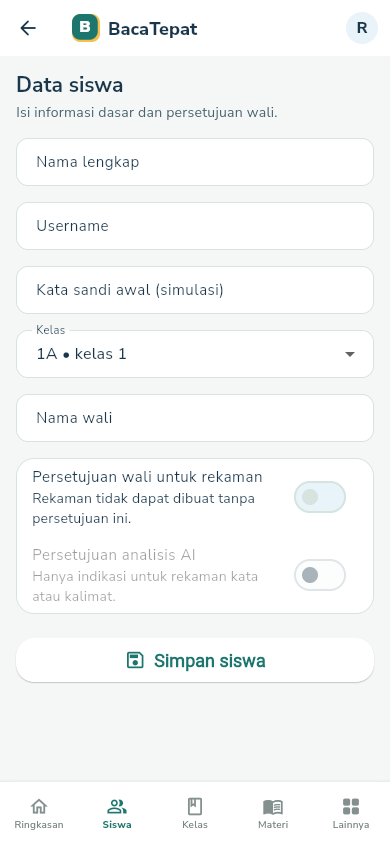 B BacaTepat R
Data siswa
Isi informasi dasar dan persetujuan wali.
Nama lengkap
Username
Kata sandi awal (simulasi)
Kelas
1A • kelas 1
Nama wali
Persetujuan wali untuk rekaman
Rekaman tidak dapat dibuat tanpa
persetujuan ini.
Persetujuan analisis AI
Hanya indikasi untuk rekaman kata
atau kalimat.
Simpan siswa
Ringkasan Siswa Kelas Materi Lainnya